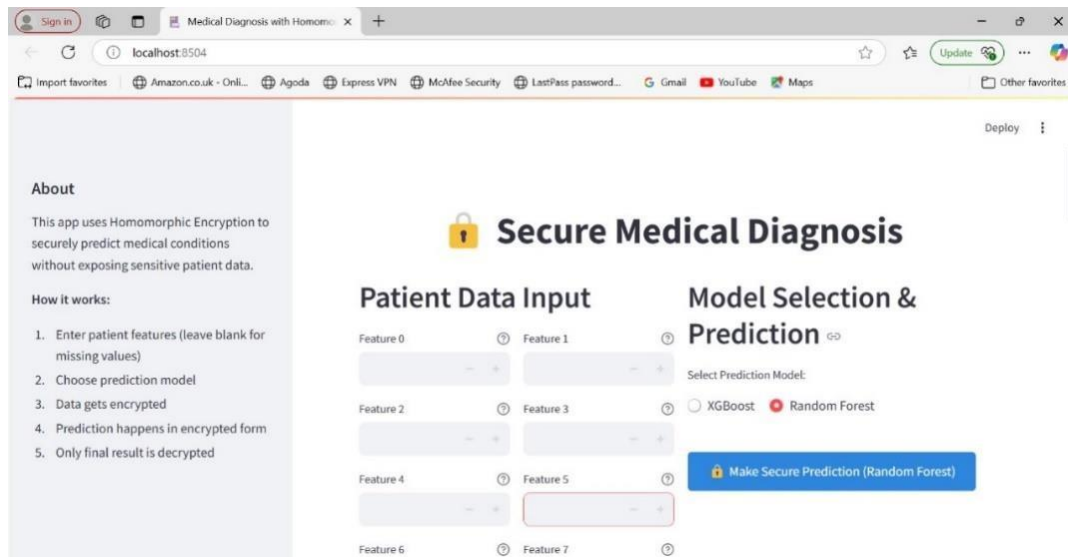 Sign in
Medical Diagnosis with Homomo
localhost:8504
Update
Import favorites
Amazon.co.uk - Onli...
Agoda
Express VPN
McAfee Security
LastPass password...
Gmail
YouTube
Maps
Other favorites
Deploy
About
This app uses Homomorphic Encryption to
securely predict medical conditions
without exposing sensitive patient data.
How it works:
1. Enter patient features (leave blank for
missing values)
2. Choose prediction model
3. Data gets encrypted
4. Prediction happens in encrypted form
5. Only final result is decrypted
Secure Medical Diagnosis
Patient Data Input
Feature 0
Feature 1
Feature 2
Feature 3
Feature 4
Feature 5
Feature 6
Feature 7
Model Selection &
Prediction
Select Prediction Model:
XGBoost
Random Forest
Make Secure Prediction (Random Forest)